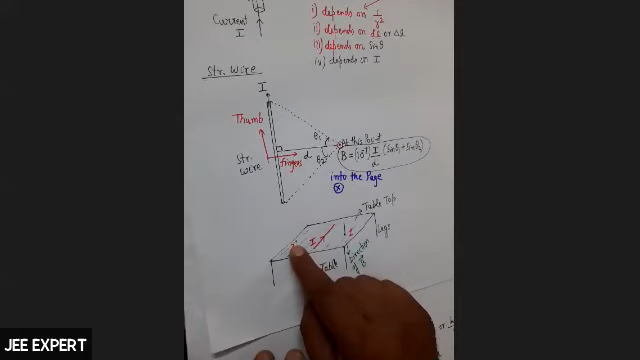 Current
I
i) depends on 1/r²
ii) depends on dl or Δl
iii) depends on Sinθ
iv) depends on I
Str. wire
I
Thumb
θ₁
At this Point
B = (10⁻⁷) I/d (Sinθ₁ + Sinθ₂)
d
Str.
wire
fingers
θ₂
into the Page
Table Top
I
I
Legs
Table
Direction
of
JEE EXPERT